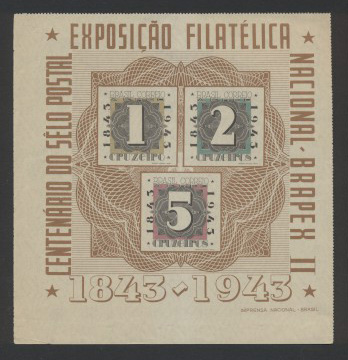 EXPOSIÇÃO FILATÉLICA
CENTENÁRIO DO SÊLO POSTAL
NACIONAL-BRAPEX II
BRASIL CORREIO
1843
1
1943
CRUZEIRO
BRASIL CORREIO
1843
2
1943
CRUZEIROS
BRASIL CORREIO
1843
5
1943
CRUZEIROS
1843-1943
IMPRENSA NACIONAL - BRASIL